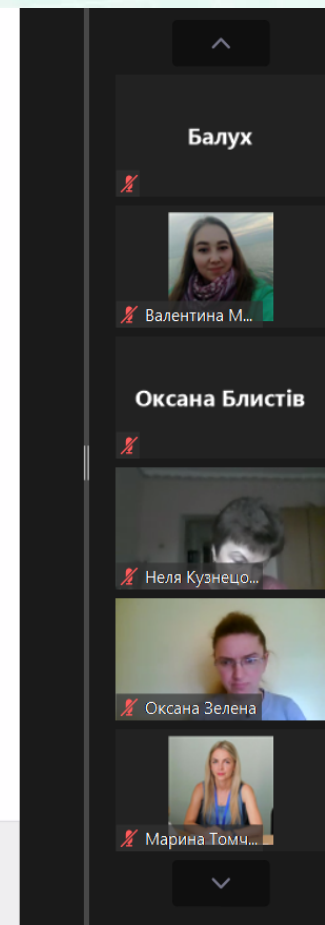 Балух
Валентина М...
Оксана Блистів
Неля Кузнецо...
Оксана Зелена
Марина Томч...